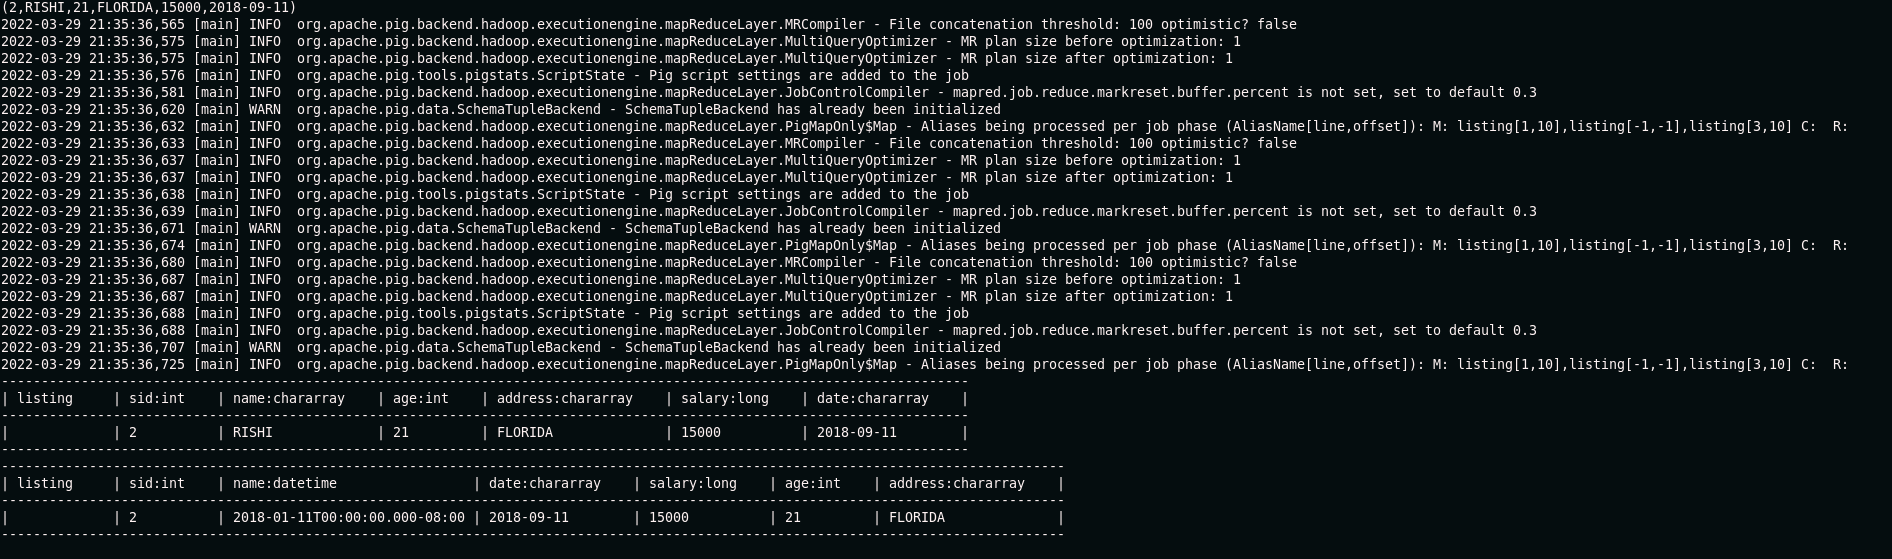 (2,RISHI,21,FLORIDA,15000,2018-09-11)
2022-03-29 21:35:36,565 [main] INFO  org.apache.pig.backend.hadoop.executionengine.mapReduceLayer.MRCompiler - File concatenation threshold: 100 optimistic? false
2022-03-29 21:35:36,575 [main] INFO  org.apache.pig.backend.hadoop.executionengine.mapReduceLayer.MultiQueryOptimizer - MR plan size before optimization: 1
2022-03-29 21:35:36,575 [main] INFO  org.apache.pig.backend.hadoop.executionengine.mapReduceLayer.MultiQueryOptimizer - MR plan size after optimization: 1
2022-03-29 21:35:36,576 [main] INFO  org.apache.pig.tools.pigstats.ScriptState - Pig script settings are added to the job
2022-03-29 21:35:36,581 [main] INFO  org.apache.pig.backend.hadoop.executionengine.mapReduceLayer.JobControlCompiler - mapred.job.reduce.markreset.buffer.percent is not set, set to default 0.3
2022-03-29 21:35:36,620 [main] WARN  org.apache.pig.data.SchemaTupleBackend - SchemaTupleBackend has already been initialized
2022-03-29 21:35:36,632 [main] INFO  org.apache.pig.backend.hadoop.executionengine.mapReduceLayer.PigMapOnly$Map - Aliases being processed per job phase (AliasName[line,offset]): M: listing[1,10],listing[-1,-1],listing[3,10] C:  R:
2022-03-29 21:35:36,633 [main] INFO  org.apache.pig.backend.hadoop.executionengine.mapReduceLayer.MRCompiler - File concatenation threshold: 100 optimistic? false
2022-03-29 21:35:36,637 [main] INFO  org.apache.pig.backend.hadoop.executionengine.mapReduceLayer.MultiQueryOptimizer - MR plan size before optimization: 1
2022-03-29 21:35:36,637 [main] INFO  org.apache.pig.backend.hadoop.executionengine.mapReduceLayer.MultiQueryOptimizer - MR plan size after optimization: 1
2022-03-29 21:35:36,638 [main] INFO  org.apache.pig.tools.pigstats.ScriptState - Pig script settings are added to the job
2022-03-29 21:35:36,639 [main] INFO  org.apache.pig.backend.hadoop.executionengine.mapReduceLayer.JobControlCompiler - mapred.job.reduce.markreset.buffer.percent is not set, set to default 0.3
2022-03-29 21:35:36,671 [main] WARN  org.apache.pig.data.SchemaTupleBackend - SchemaTupleBackend has already been initialized
2022-03-29 21:35:36,674 [main] INFO  org.apache.pig.backend.hadoop.executionengine.mapReduceLayer.PigMapOnly$Map - Aliases being processed per job phase (AliasName[line,offset]): M: listing[1,10],listing[-1,-1],listing[3,10] C:  R:
2022-03-29 21:35:36,680 [main] INFO  org.apache.pig.backend.hadoop.executionengine.mapReduceLayer.MRCompiler - File concatenation threshold: 100 optimistic? false
2022-03-29 21:35:36,687 [main] INFO  org.apache.pig.backend.hadoop.executionengine.mapReduceLayer.MultiQueryOptimizer - MR plan size before optimization: 1
2022-03-29 21:35:36,687 [main] INFO  org.apache.pig.backend.hadoop.executionengine.mapReduceLayer.MultiQueryOptimizer - MR plan size after optimization: 1
2022-03-29 21:35:36,688 [main] INFO  org.apache.pig.tools.pigstats.ScriptState - Pig script settings are added to the job
2022-03-29 21:35:36,688 [main] INFO  org.apache.pig.backend.hadoop.executionengine.mapReduceLayer.JobControlCompiler - mapred.job.reduce.markreset.buffer.percent is not set, set to default 0.3
2022-03-29 21:35:36,707 [main] WARN  org.apache.pig.data.SchemaTupleBackend - SchemaTupleBackend has already been initialized
2022-03-29 21:35:36,725 [main] INFO  org.apache.pig.backend.hadoop.executionengine.mapReduceLayer.PigMapOnly$Map - Aliases being processed per job phase (AliasName[line,offset]): M: listing[1,10],listing[-1,-1],listing[3,10] C:  R:
| listing     | sid:int    | name:chararray    | age:int    | address:chararray    | salary:long    | date:chararray    |
|             | 2          | RISHI             | 21         | FLORIDA              | 15000          | 2018-09-11        |
| listing     | sid:int    | name:datetime                 | date:chararray    | salary:long    | age:int    | address:chararray    |
|             | 2          | 2018-01-11T00:00:00.000-08:00 | 2018-09-11        | 15000          | 21         | FLORIDA              |